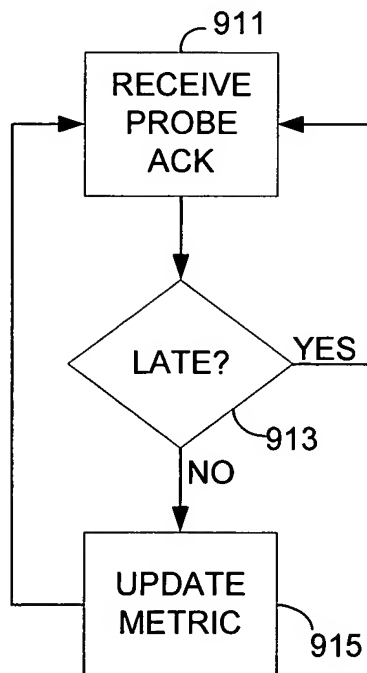 911
RECEIVE
PROBE
ACK
LATE?
YES
913
NO
UPDATE
METRIC
915